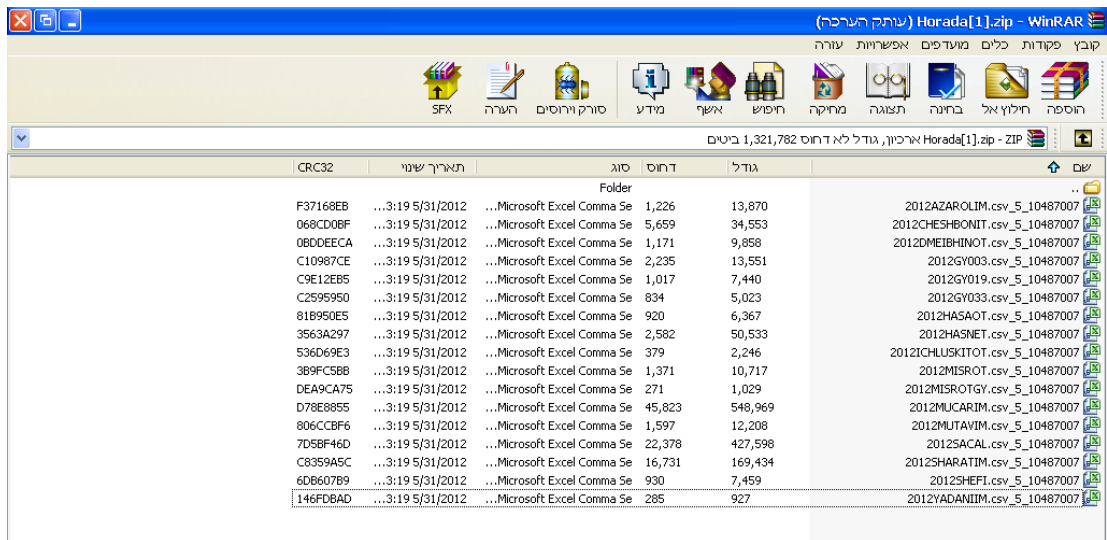 Horada[1].zip - WinRAR (עותק הערכה)
קובץ פקודות כלים מועדפים אפשרויות עזרה
הוספה חילוץ אל בחינה תצוגה מחיקה חיפוש אשף מידע סורק וירוסים הערה SFX
Horada[1].zip - ZIP ארכיון, גודל לא דחוס 1,321,782 ביטים
שם גודל דחוס סוג תאריך שינוי CRC32
.. Folder
2012AZAROLIM.csv_5_10487007 13,870 1,226 Microsoft Excel Comma Se... 5/31/2012 3:19... F37168EB
2012CHESHBONIT.csv_5_10487007 34,553 5,659 Microsoft Excel Comma Se... 5/31/2012 3:19... 068CD0BF
2012DMEIBHINOT.csv_5_10487007 9,858 1,171 Microsoft Excel Comma Se... 5/31/2012 3:19... 0BDDEECA
2012GY003.csv_5_10487007 13,551 2,235 Microsoft Excel Comma Se... 5/31/2012 3:19... C10987CE
2012GY019.csv_5_10487007 7,440 1,017 Microsoft Excel Comma Se... 5/31/2012 3:19... C9E12EB5
2012GY033.csv_5_10487007 5,023 834 Microsoft Excel Comma Se... 5/31/2012 3:19... C2595950
2012HASAOT.csv_5_10487007 6,367 920 Microsoft Excel Comma Se... 5/31/2012 3:19... 81B950E5
2012HASNET.csv_5_10487007 50,533 2,582 Microsoft Excel Comma Se... 5/31/2012 3:19... 3563A297
2012ICHLUSKITOT.csv_5_10487007 2,246 379 Microsoft Excel Comma Se... 5/31/2012 3:19... 536D69E3
2012MISROT.csv_5_10487007 10,717 1,371 Microsoft Excel Comma Se... 5/31/2012 3:19... 3B9FC5BB
2012MISROTGY.csv_5_10487007 1,029 271 Microsoft Excel Comma Se... 5/31/2012 3:19... DEA9CA75
2012MUCARIM.csv_5_10487007 548,969 45,823 Microsoft Excel Comma Se... 5/31/2012 3:19... D78E8855
2012MUTAVIM.csv_5_10487007 12,208 1,597 Microsoft Excel Comma Se... 5/31/2012 3:19... 806CCBF6
2012SACAL.csv_5_10487007 427,598 22,378 Microsoft Excel Comma Se... 5/31/2012 3:19... 7D5BF46D
2012SHARATIM.csv_5_10487007 169,434 16,731 Microsoft Excel Comma Se... 5/31/2012 3:19... C8359A5C
2012SHEFI.csv_5_10487007 7,459 930 Microsoft Excel Comma Se... 5/31/2012 3:19... 6DB607B9
2012YADANIIM.csv_5_10487007 927 285 Microsoft Excel Comma Se... 5/31/2012 3:19... 146FDBAD